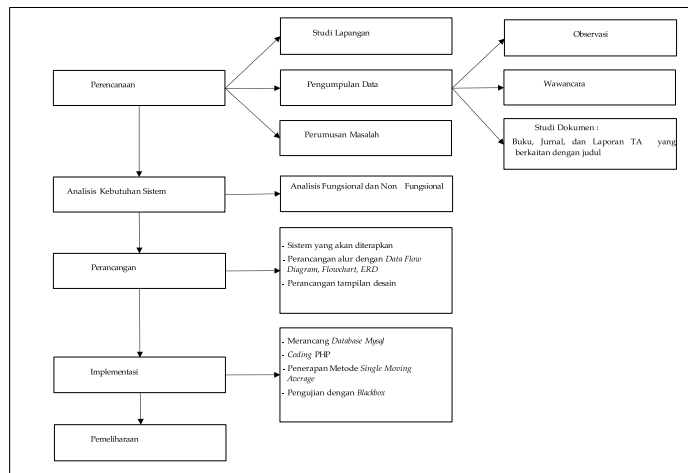 Studi Lapangan
Observasi
Perencanaan
Pengumpulan Data
Wawancara
Perumusan Masalah
Studi Dokumen :
Buku, Jurnal, dan Laporan TA yang
berkaitan dengan judul
Analisis Kebutuhan Sistem
Analisis Fungsional dan Non Fungsional
Perancangan
- Sistem yang akan diterapkan
- Perancangan alur dengan Data Flow
Diagram, Flowchart, ERD
- Perancangan tampilan desain
Implementasi
- Merancang Database Mysql
- Coding PHP
- Penerapan Metode Single Moving
Average
- Pengujian dengan Blackbox
Pemeliharaan